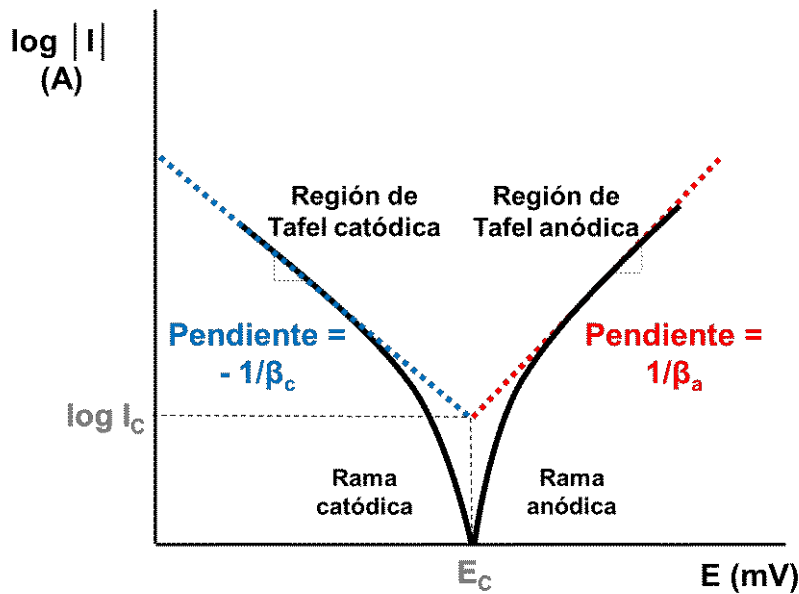 log |I|
(A)
Región de
Tafel catódica
Región de
Tafel anódica
Pendiente =
- 1/βc
Pendiente =
1/βa
log IC
Rama
catódica
Rama
anódica
EC
E (mV)